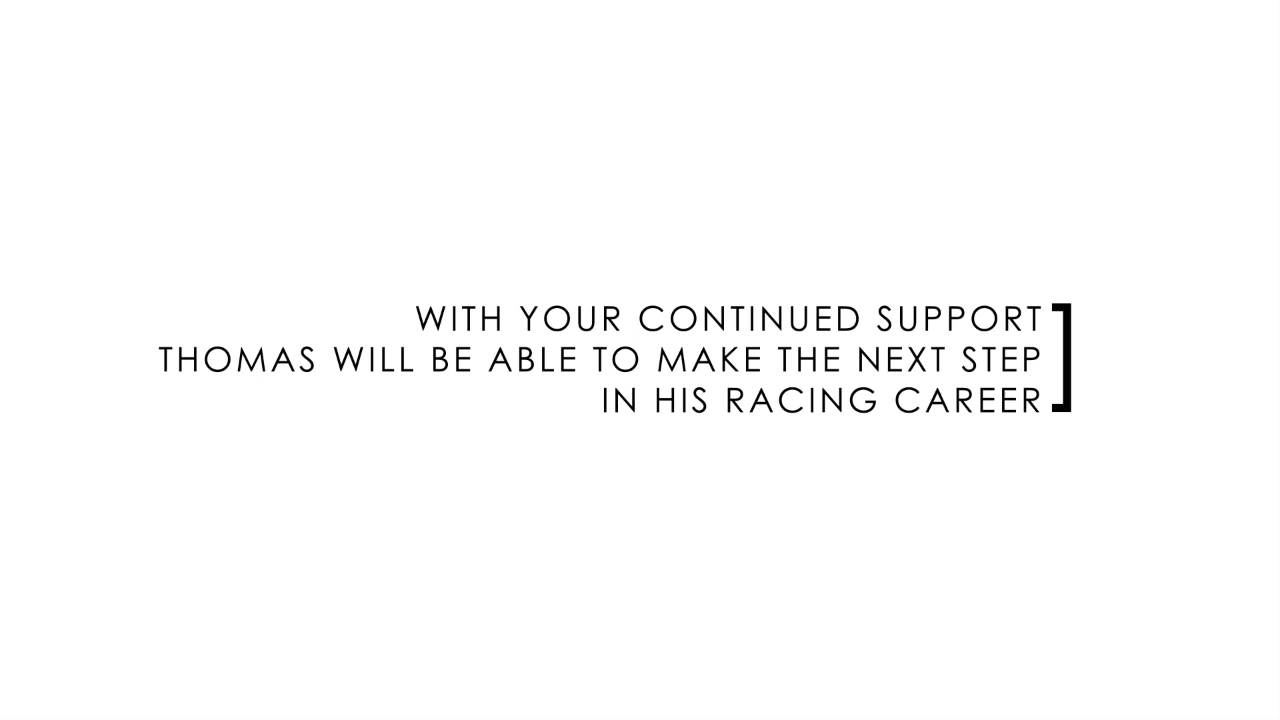 WITH YOUR CONTINUED SUPPORT
THOMAS WILL BE ABLE TO MAKE THE NEXT STEP
IN HIS RACING CAREER